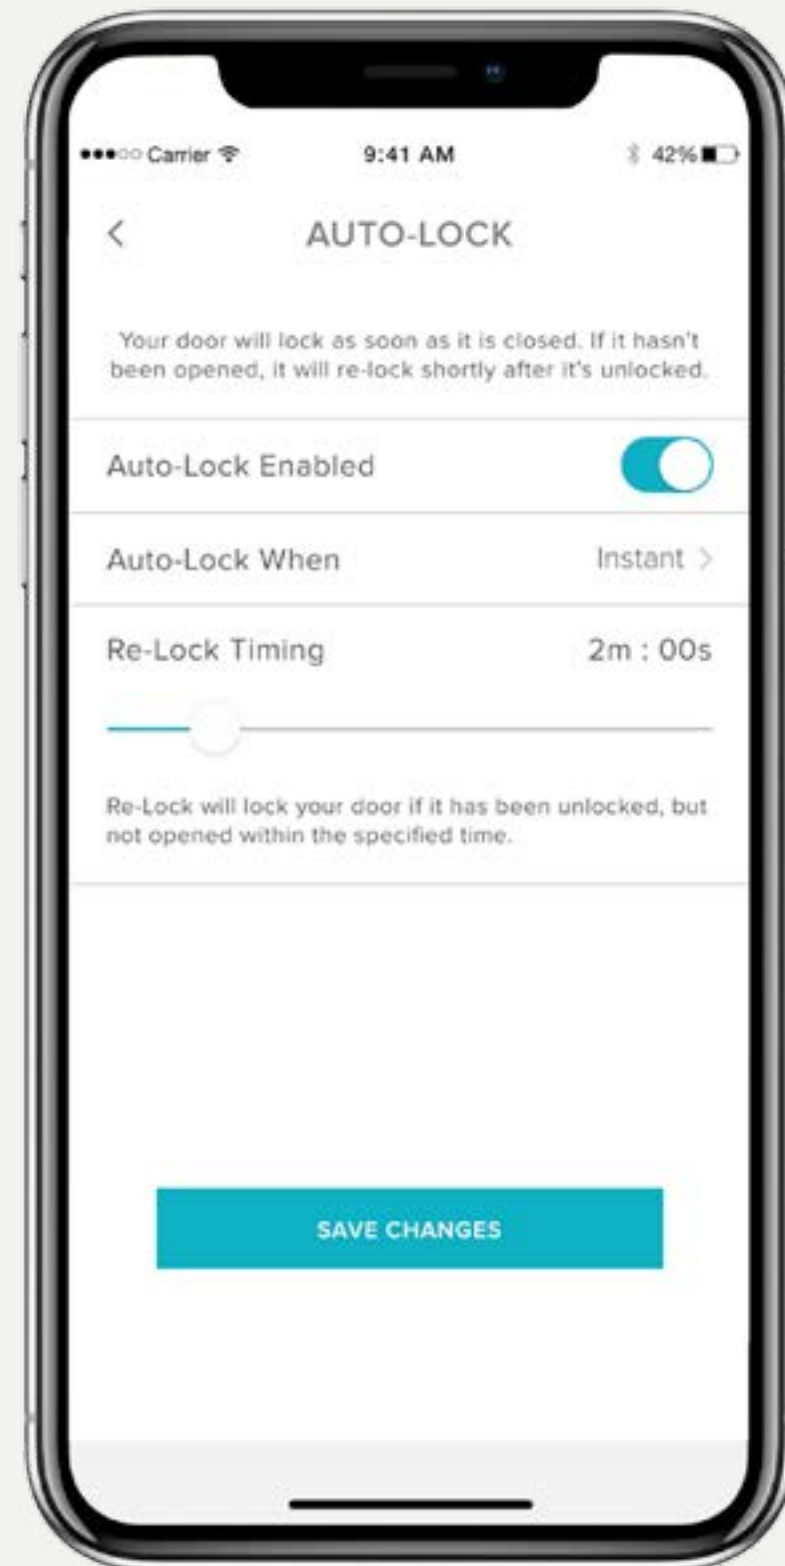 Carrier 9:41 AM 42%
AUTO-LOCK
Your door will lock as soon as it is closed. If it hasn't
been opened, it will re-lock shortly after it's unlocked.
Auto-Lock Enabled
Auto-Lock When Instant >
Re-Lock Timing 2m : 00s
Re-Lock will lock your door if it has been unlocked, but
not opened within the specified time.
SAVE CHANGES